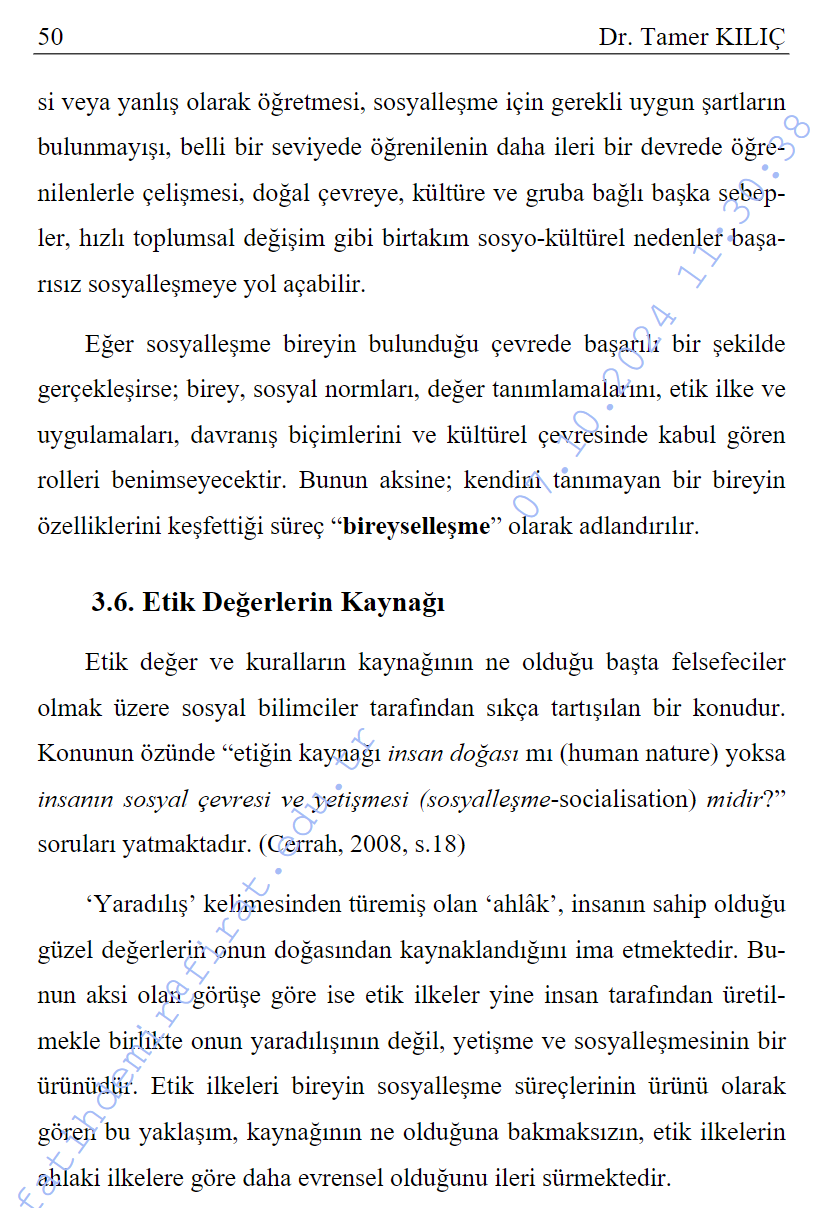 50 Dr. Tamer KILIÇ
si veya yanlış olarak öğretmesi, sosyalleşme için gerekli uygun şartların
bulunmayışı, belli bir seviyede öğrenilenin daha ileri bir devrede öğre-
nilenlerle çelişmesi, doğal çevreye, kültüre ve gruba bağlı başka sebep-
ler, hızlı toplumsal değişim gibi birtakım sosyo-kültürel nedenler başa-
rısız sosyalleşmeye yol açabilir.
Eğer sosyalleşme bireyin bulunduğu çevrede başarılı bir şekilde
gerçekleşirse; birey, sosyal normları, değer tanımlamalarını, etik ilke ve
uygulamaları, davranış biçimlerini ve kültürel çevresinde kabul gören
rolleri benimseyecektir. Bunun aksine; kendini tanımayan bir bireyin
özelliklerini keşfettiği süreç “bireyselleşme” olarak adlandırılır.
3.6. Etik Değerlerin Kaynağı
Etik değer ve kuralların kaynağının ne olduğu başta felsefeciler
olmak üzere sosyal bilimciler tarafından sıkça tartışılan bir konudur.
Konunun özünde “etiğin kaynağı insan doğası mı (human nature) yoksa
insanın sosyal çevresi ve yetişmesi (sosyalleşme-socialisation) midir?”
soruları yatmaktadır. (Cerrah, 2008, s.18)
‘Yaradılış’ kelimesinden türemiş olan ‘ahlâk’, insanın sahip olduğu
güzel değerlerin onun doğasından kaynaklandığını ima etmektedir. Bu-
nun aksi olan görüşe göre ise etik ilkeler yine insan tarafından üretil-
mekle birlikte onun yaradılışının değil, yetişme ve sosyalleşmesinin bir
ürünüdür. Etik ilkeleri bireyin sosyalleşme süreçlerinin ürünü olarak
gören bu yaklaşım, kaynağının ne olduğuna bakmaksızın, etik ilkelerin
ahlaki ilkelere göre daha evrensel olduğunu ileri sürmektedir.
fatihdemirafirat.edu.tr
07.10.2024 11:30:38